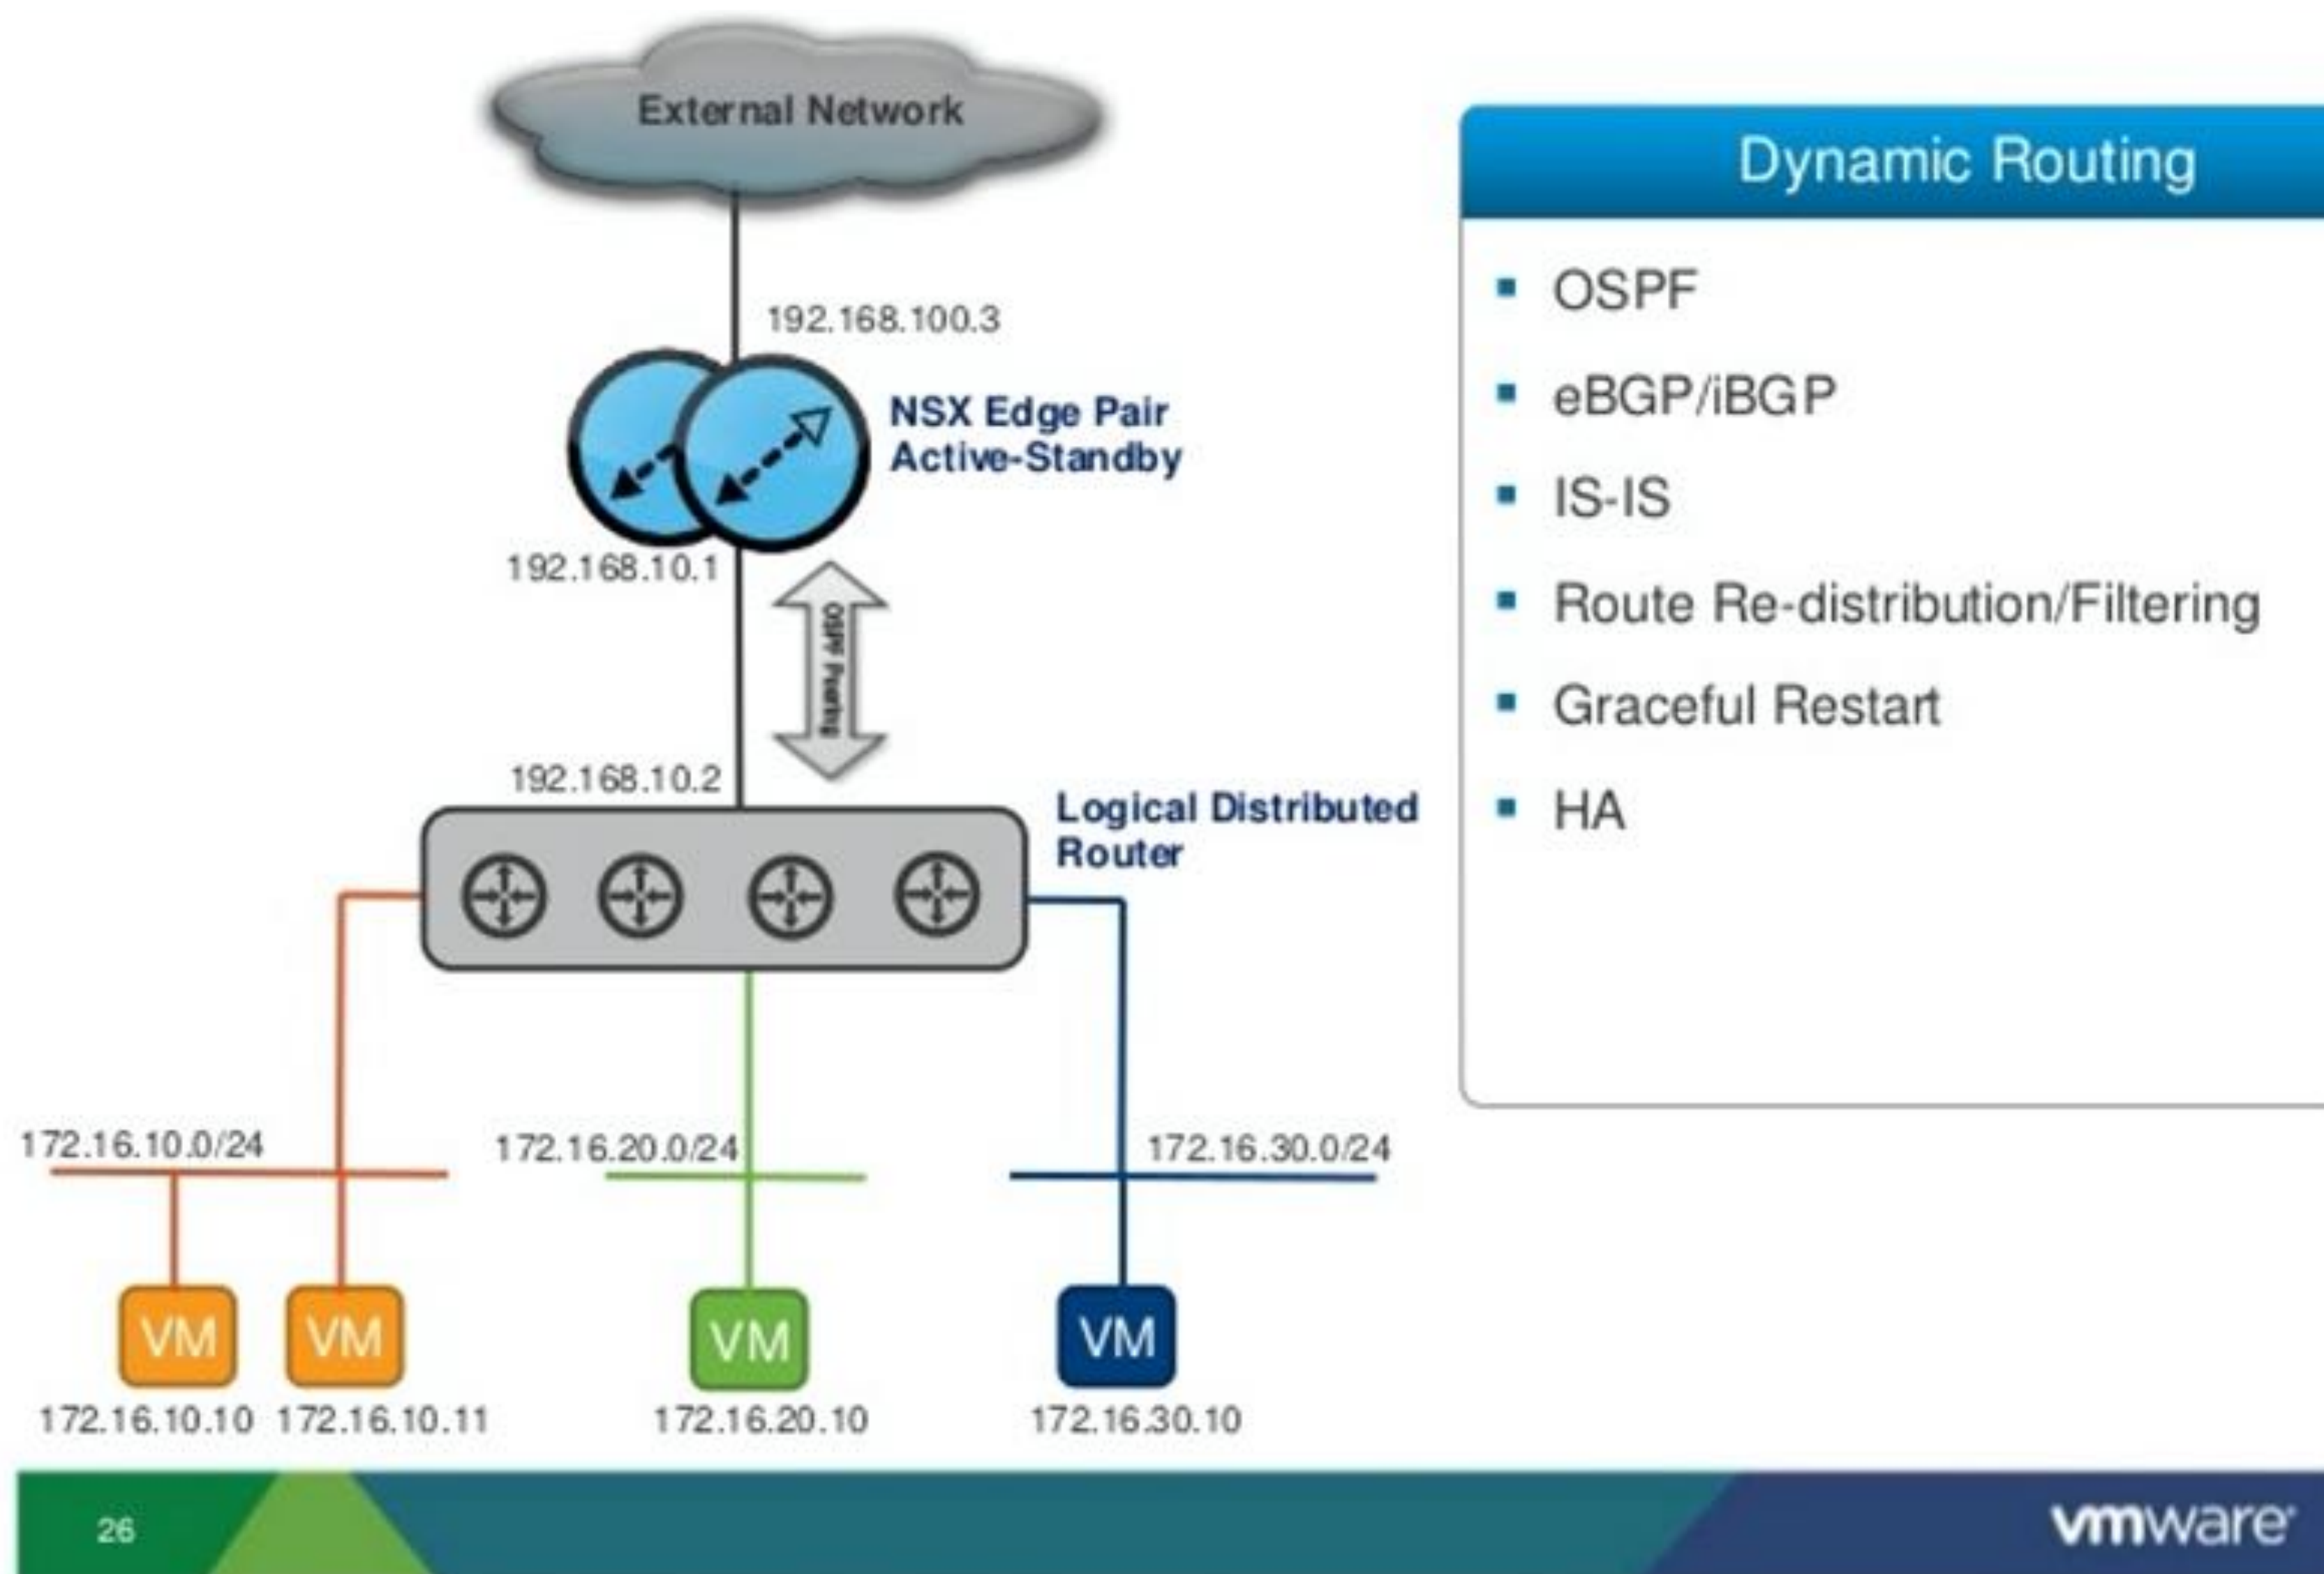 External Network
192.168.100.3
NSX Edge Pair
Active-Standby
192.168.10.1
OSPF Peering
192.168.10.2
Logical Distributed
Router
172.16.10.0/24
172.16.20.0/24
172.16.30.0/24
VM
VM
VM
VM
172.16.10.10
172.16.10.11
172.16.20.10
172.16.30.10
Dynamic Routing
OSPF
eBGP/iBGP
IS-IS
Route Re-distribution/Filtering
Graceful Restart
HA
26
vmware